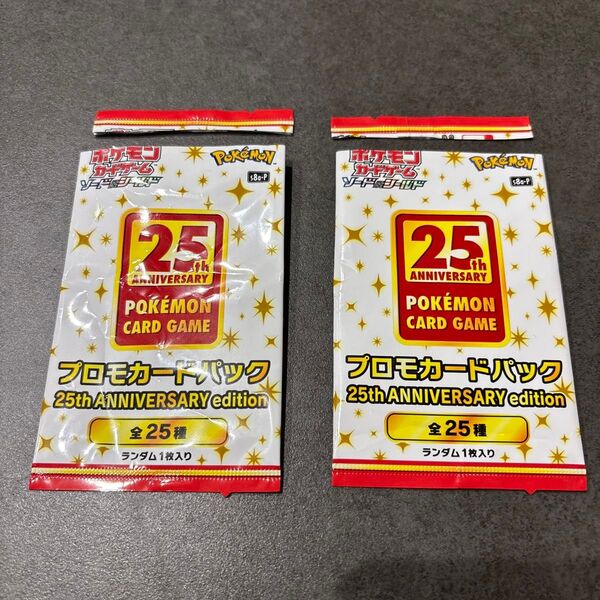 ポケモン
カードゲーム
ソード&シールド
POKÉMON
s8a-P
25th
ANNIVERSARY
POKÉMON
CARD GAME
プロモカードパック
25th ANNIVERSARY edition
全25種
ランダム1枚入り
ポケモン
カードゲーム
ソード&シールド
POKÉMON
s8a-P
25th
ANNIVERSARY
POKÉMON
CARD GAME
プロモカードパック
25th ANNIVERSARY edition
全25種
ランダム1枚入り